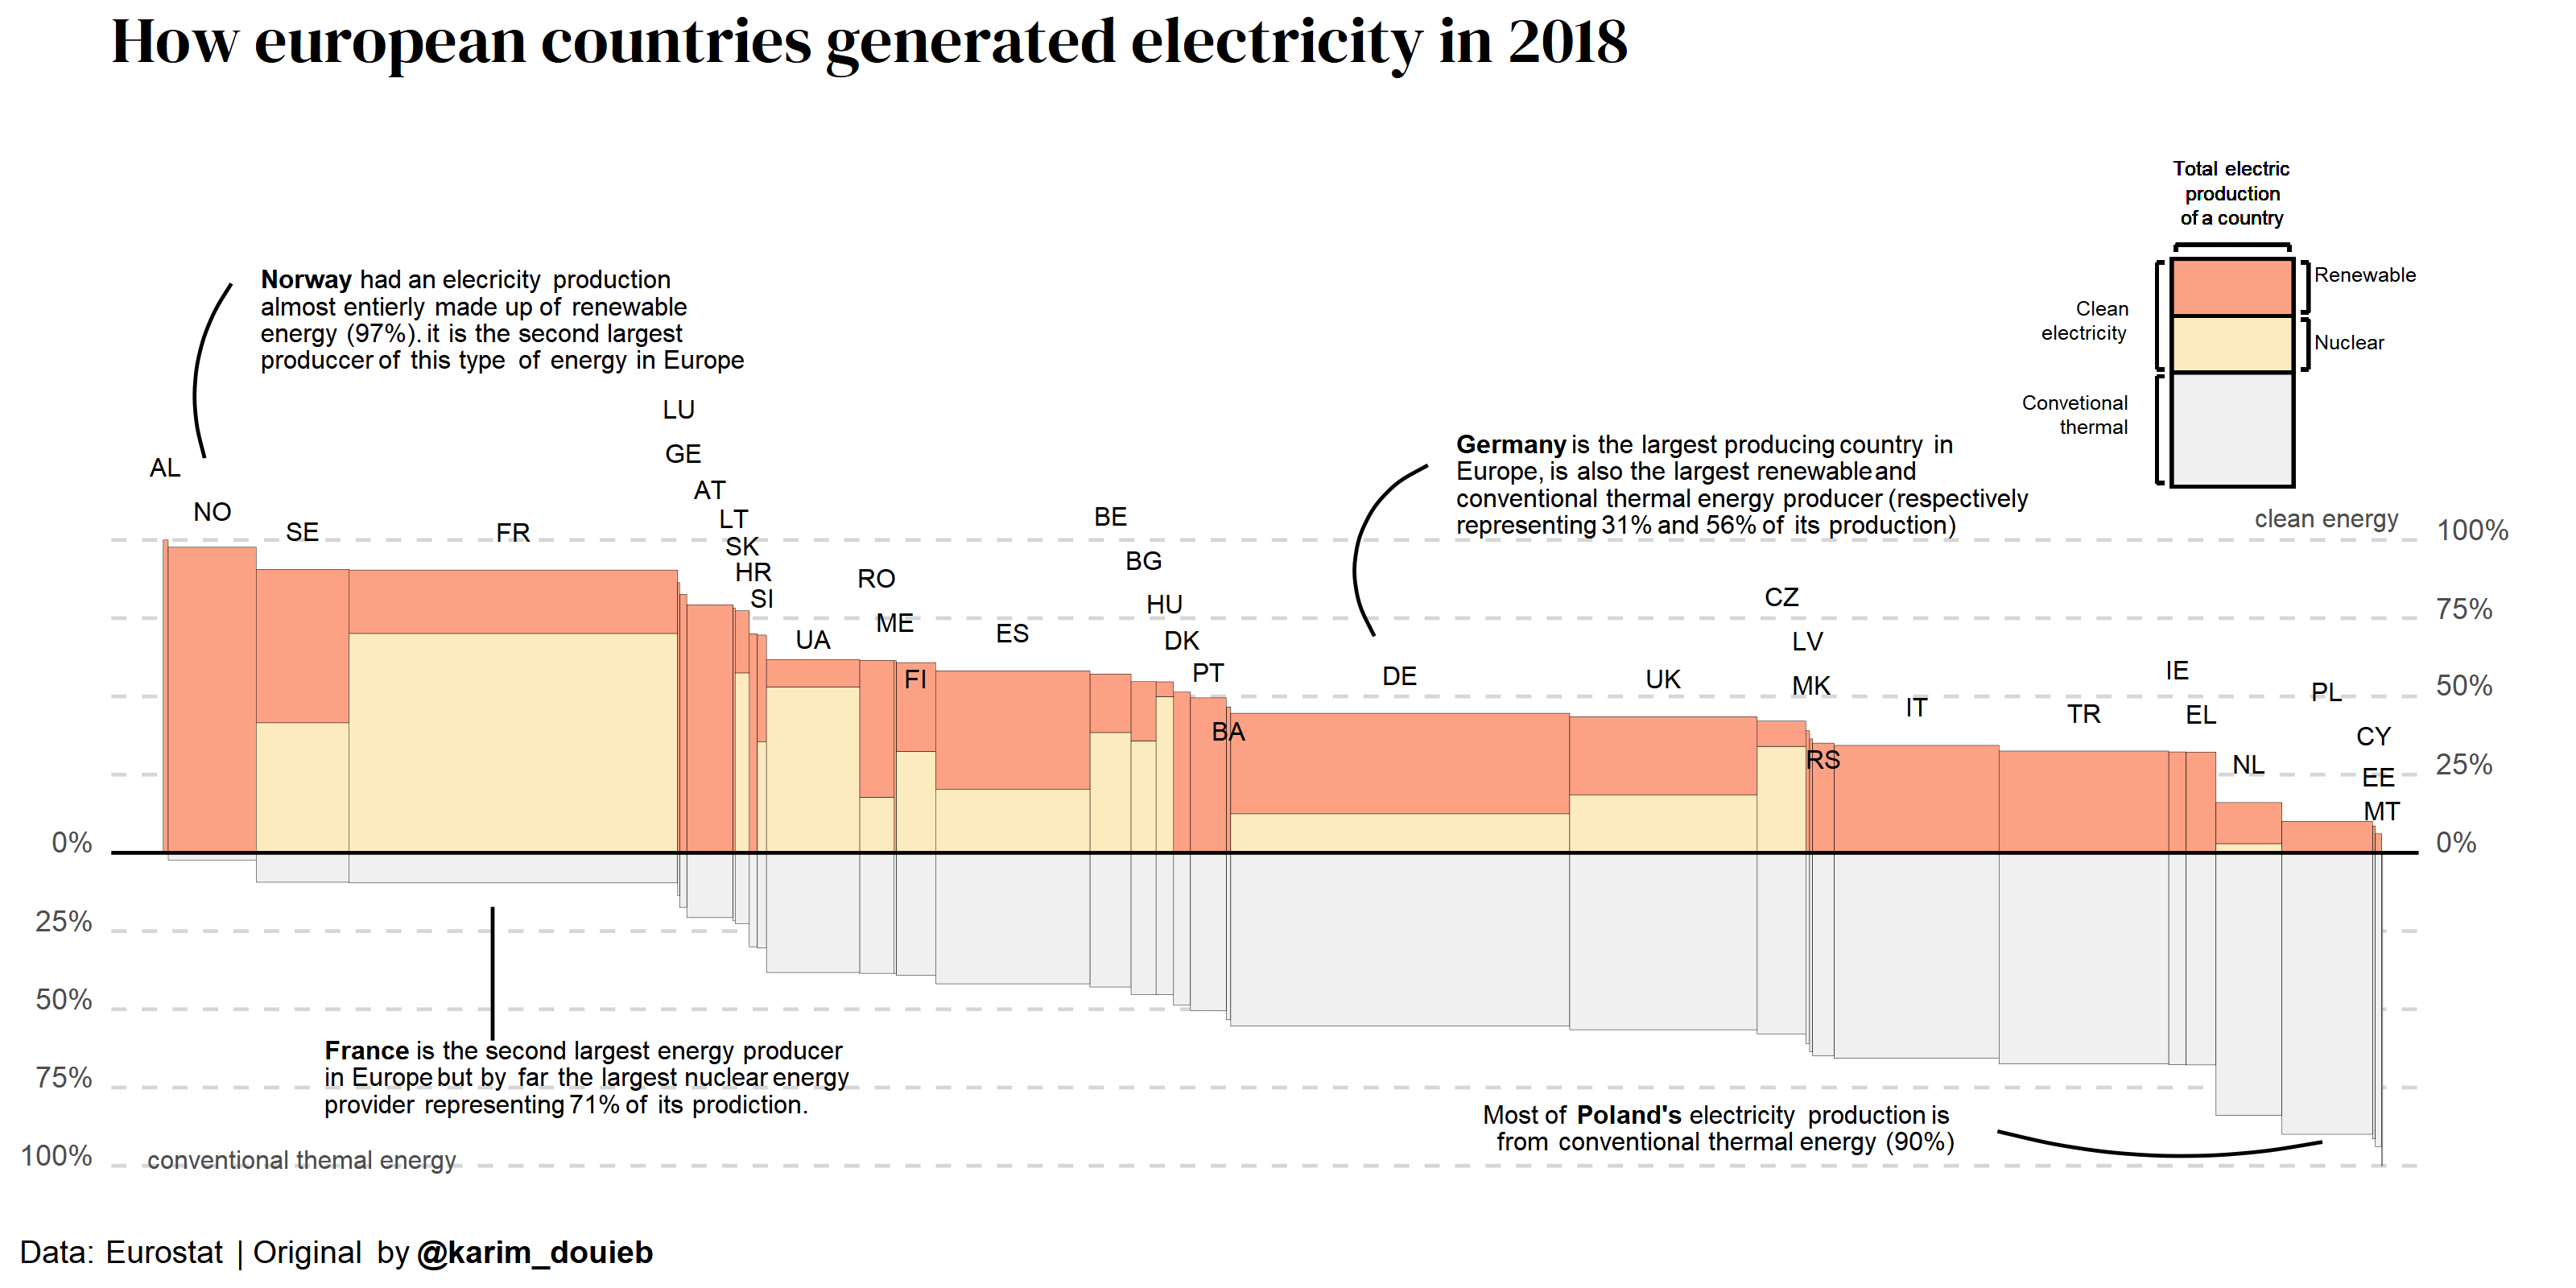 How european countries generated electricity in 2018
Total electric
production
of a country
Renewable
Clean
electricity
Nuclear
Convetional
thermal
Norway had an elecricity production
almost entierly made up of renewable
energy (97%). it is the second largest
produccer of this type of energy in Europe
Germany is the largest producing country in
Europe, is also the largest renewable and
conventional thermal energy producer (respectively
representing 31% and 56% of its production)
clean energy
LU
GE
AL
AT
NO
LT
SE
FR
SK
HR
SI
UA
RO
ME
FI
ES
BE
BG
HU
DK
PT
BA
DE
UK
CZ
LV
MK
RS
IT
TR
IE
EL
NL
PL
CY
EE
MT
100%
75%
50%
25%
0%
0%
25%
50%
75%
100%
France is the second largest energy producer
in Europe but by far the largest nuclear energy
provider representing 71% of its prodiction.
Most of Poland's electricity production is
from conventional thermal energy (90%)
conventional themal energy
Data: Eurostat | Original by @karim_douieb